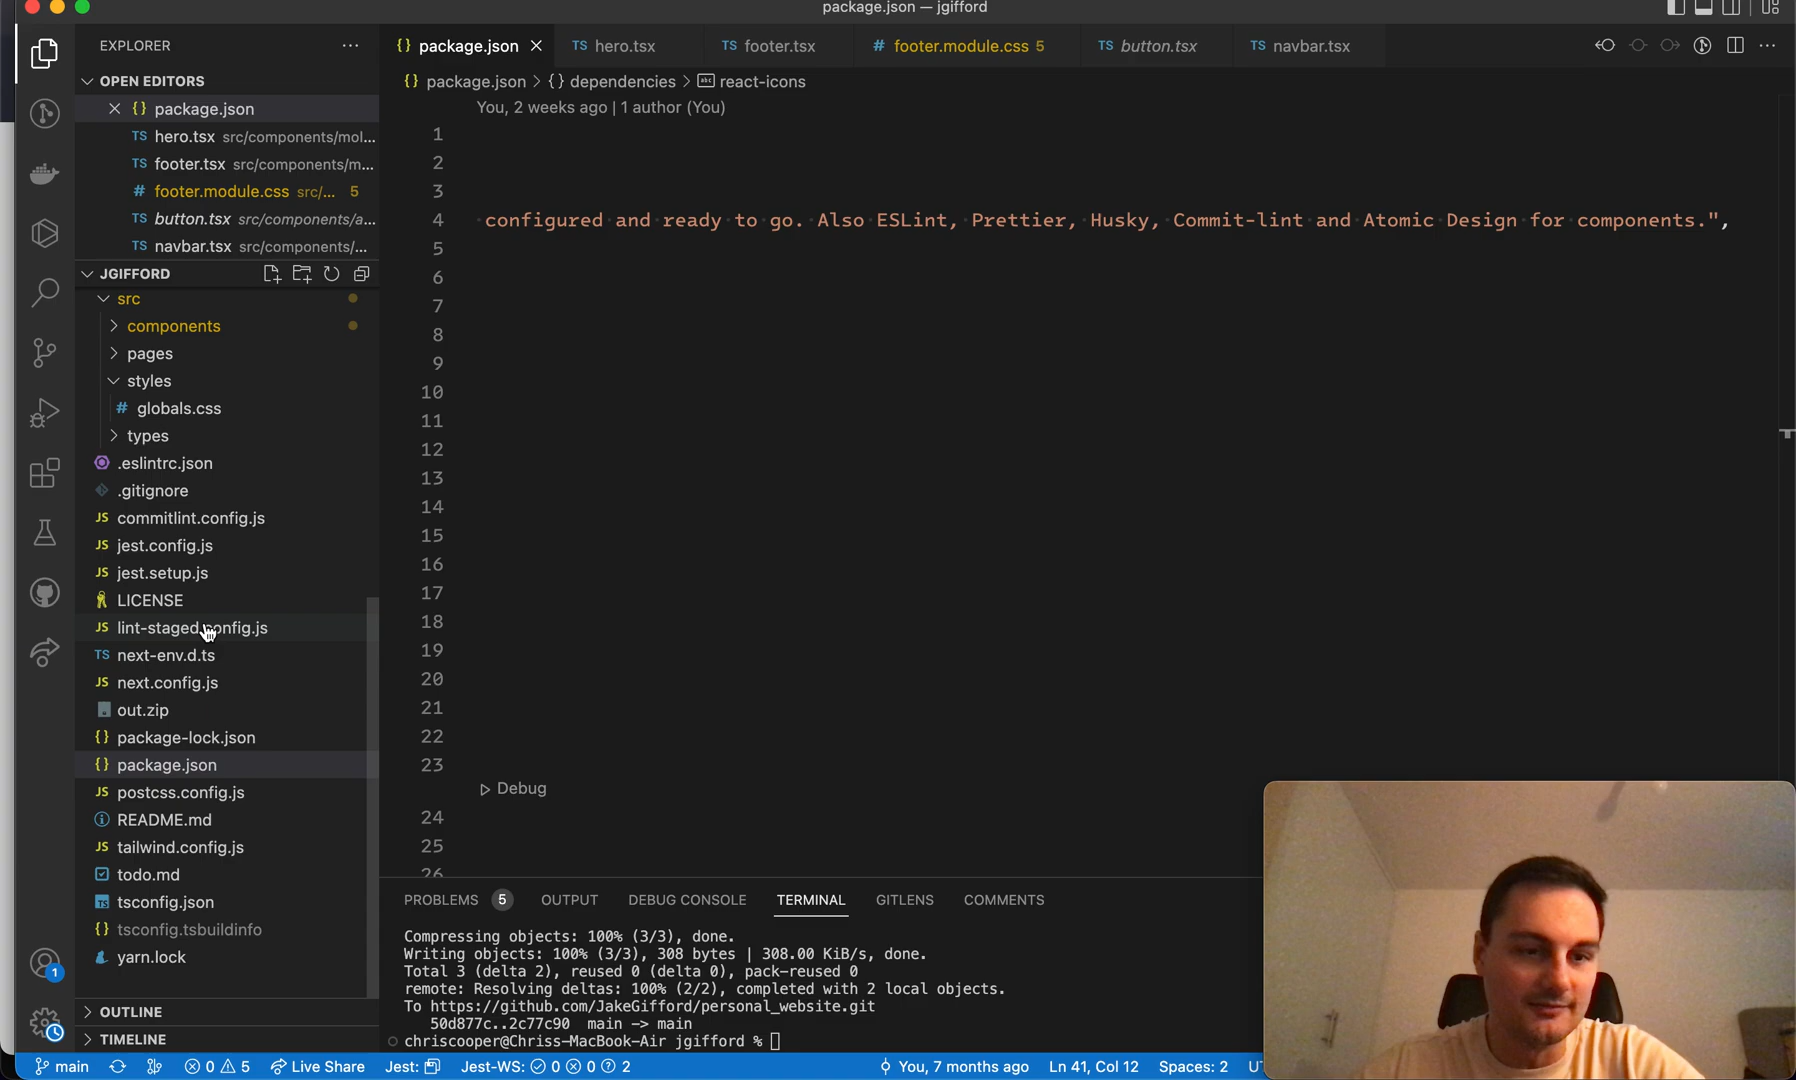 package.json — jgifford
EXPLORER
OPEN EDITORS
package.json
hero.tsx src/components/mol...
footer.tsx src/components/m...
footer.module.css src/... 5
button.tsx src/components/a...
navbar.tsx src/components/...
JGIFFORD
src
components
pages
styles
globals.css
types
.eslintrc.json
.gitignore
commitlint.config.js
jest.config.js
jest.setup.js
LICENSE
lint-staged.config.js
next-env.d.ts
next.config.js
out.zip
package-lock.json
package.json
postcss.config.js
README.md
tailwind.config.js
todo.md
tsconfig.json
tsconfig.tsbuildinfo
yarn.lock
OUTLINE
TIMELINE
package.json hero.tsx footer.tsx footer.module.css 5 button.tsx navbar.tsx
package.json > {} dependencies > react-icons
You, 2 weeks ago | 1 author (You)
1
2
3
4 configured and ready to go. Also ESLint, Prettier, Husky, Commit-lint and Atomic Design for components.",
5
6
7
8
9
10
11
12
13
14
15
16
17
18
19
20
21
22
23
Debug
24
25
26
PROBLEMS 5 OUTPUT DEBUG CONSOLE TERMINAL GITLENS COMMENTS
Compressing objects: 100% (3/3), done.
Writing objects: 100% (3/3), 308 bytes | 308.00 KiB/s, done.
Total 3 (delta 2), reused 0 (delta 0), pack-reused 0
remote: Resolving deltas: 100% (2/2), completed with 2 local objects.
To https://github.com/JakeGifford/personal_website.git
50d877c..2c77c90 main -> main
chriscooper@Chriss-MacBook-Air jgifford %
main 0 5 Live Share Jest: Jest-WS: 0 0 2 You, 7 months ago Ln 41, Col 12 Spaces: 2